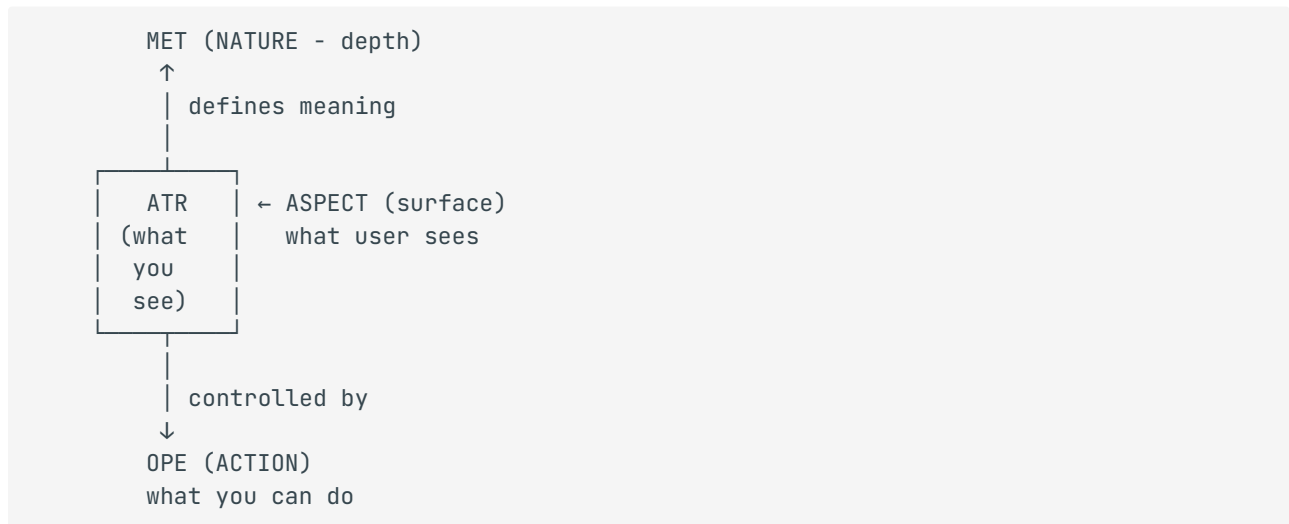 MET (NATURE - depth)
↑
│ defines meaning
│
┌────┴────┐
│ ATR │ ← ASPECT (surface)
│ (what │ what user sees
│ you │
│ see) │
└────┬────┘
│
│ controlled by
↓
OPE (ACTION)
what you can do